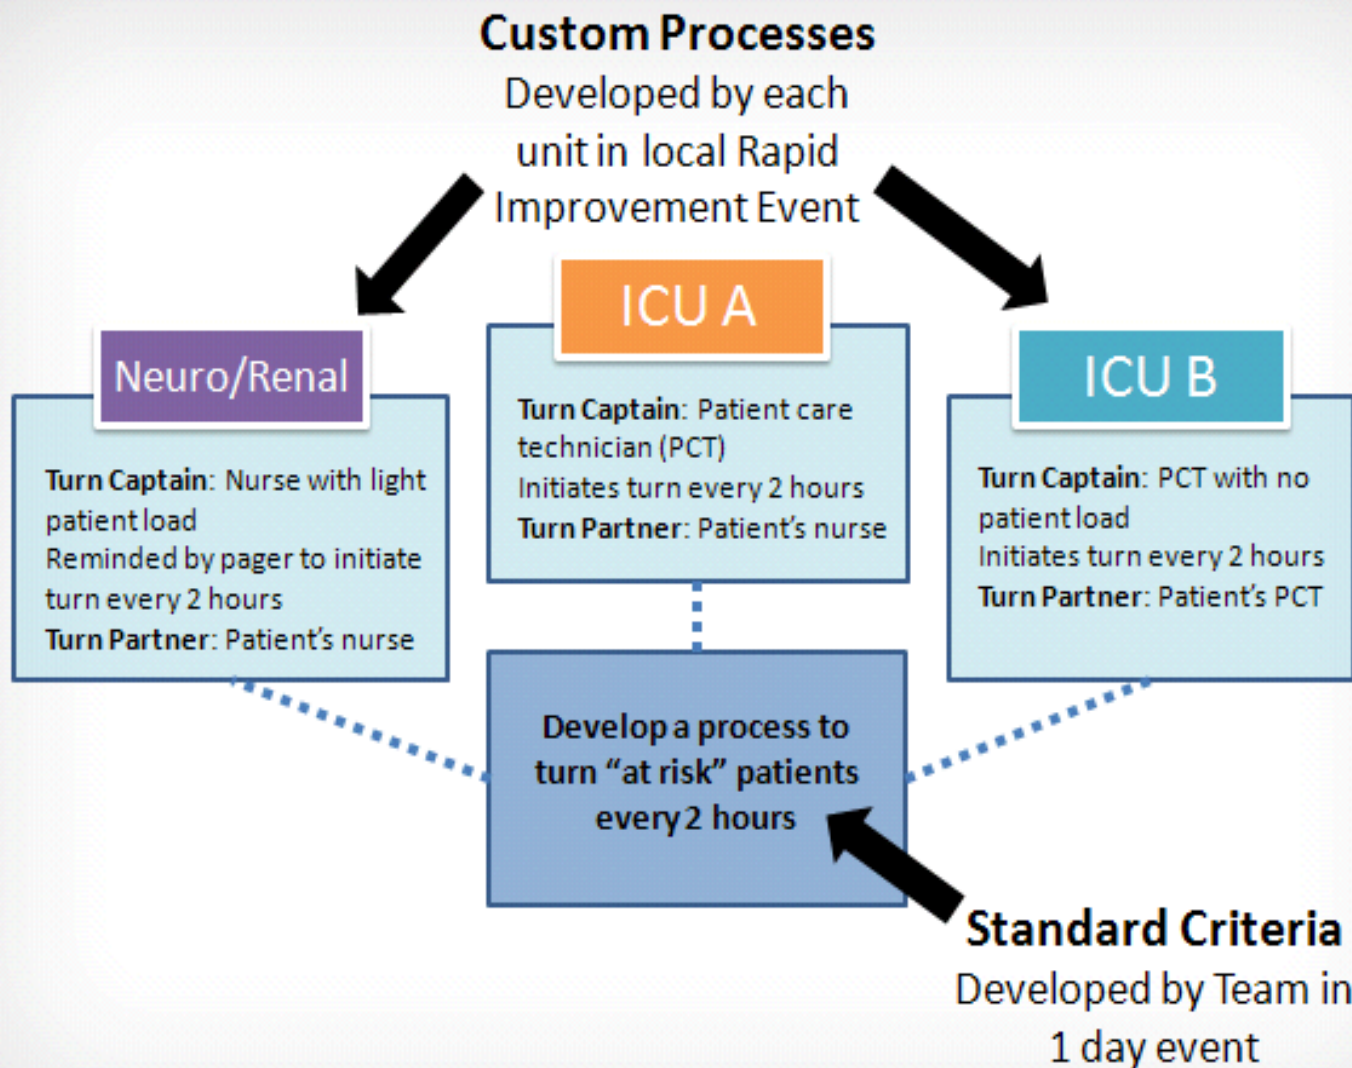 Custom Processes
Developed by each
unit in local Rapid
Improvement Event
Neuro/Renal
Turn Captain: Nurse with light
patient load
Reminded by pager to initiate
turn every 2 hours
Turn Partner: Patient’s nurse
ICU A
Turn Captain: Patient care
technician (PCT)
Initiates turn every 2 hours
Turn Partner: Patient’s nurse
ICU B
Turn Captain: PCT with no
patient load
Initiates turn every 2 hours
Turn Partner: Patient’s PCT
Develop a process to
turn “at risk” patients
every 2 hours
Standard Criteria
Developed by Team in
1 day event